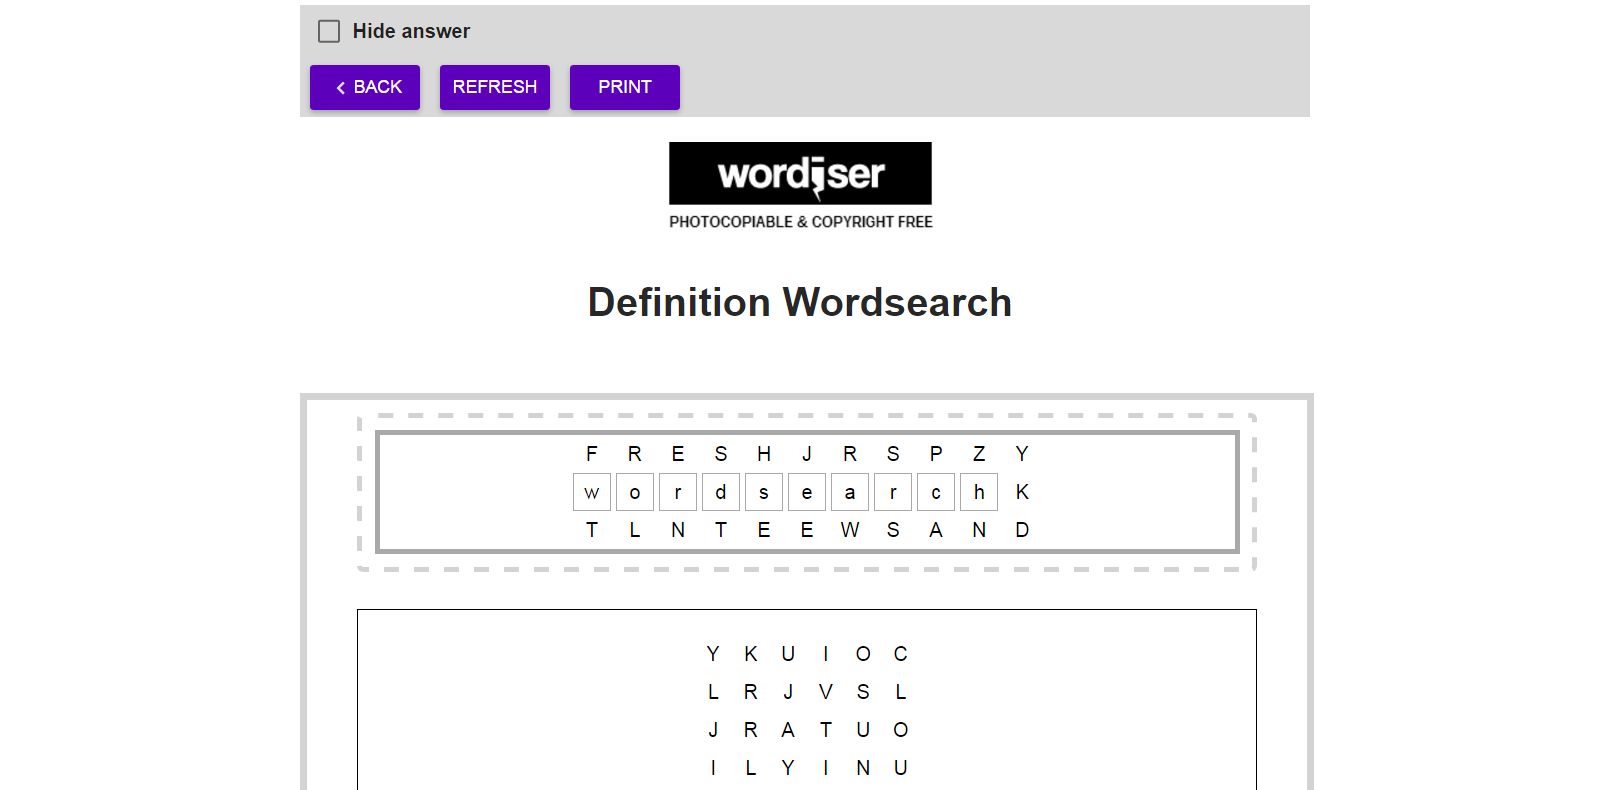 Hide answer
BACK REFRESH PRINT
wordiser
PHOTOCOPIABLE & COPYRIGHT FREE
Definition Wordsearch
F R E S H J R S P Z Y
w o r d s e a r c h K
T L N T E E W S A N D
Y K U I O C
L R J V S L
J R A T U O
I L Y I N U